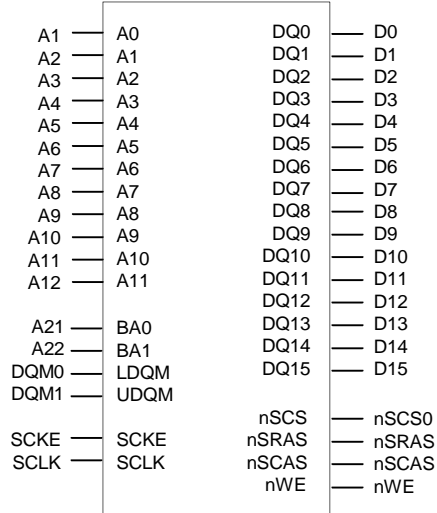 A1 A0 DQ0 D0
A2 A1 DQ1 D1
A3 A2 DQ2 D2
A4 A3 DQ3 D3
A5 A4 DQ4 D4
A6 A5 DQ5 D5
A7 A6 DQ6 D6
A8 A7 DQ7 D7
A9 A8 DQ8 D8
A10 A9 DQ9 D9
A11 A10 DQ10 D10
A12 A11 DQ11 D11
DQ12 D12
A21 BA0 DQ13 D13
A22 BA1 DQ14 D14
DQM0 LDQM DQ15 D15
DQM1 UDQM
nSCS nSCS0
SCKE SCKE nSRAS nSRAS
SCLK SCLK nSCAS nSCAS
nWE nWE